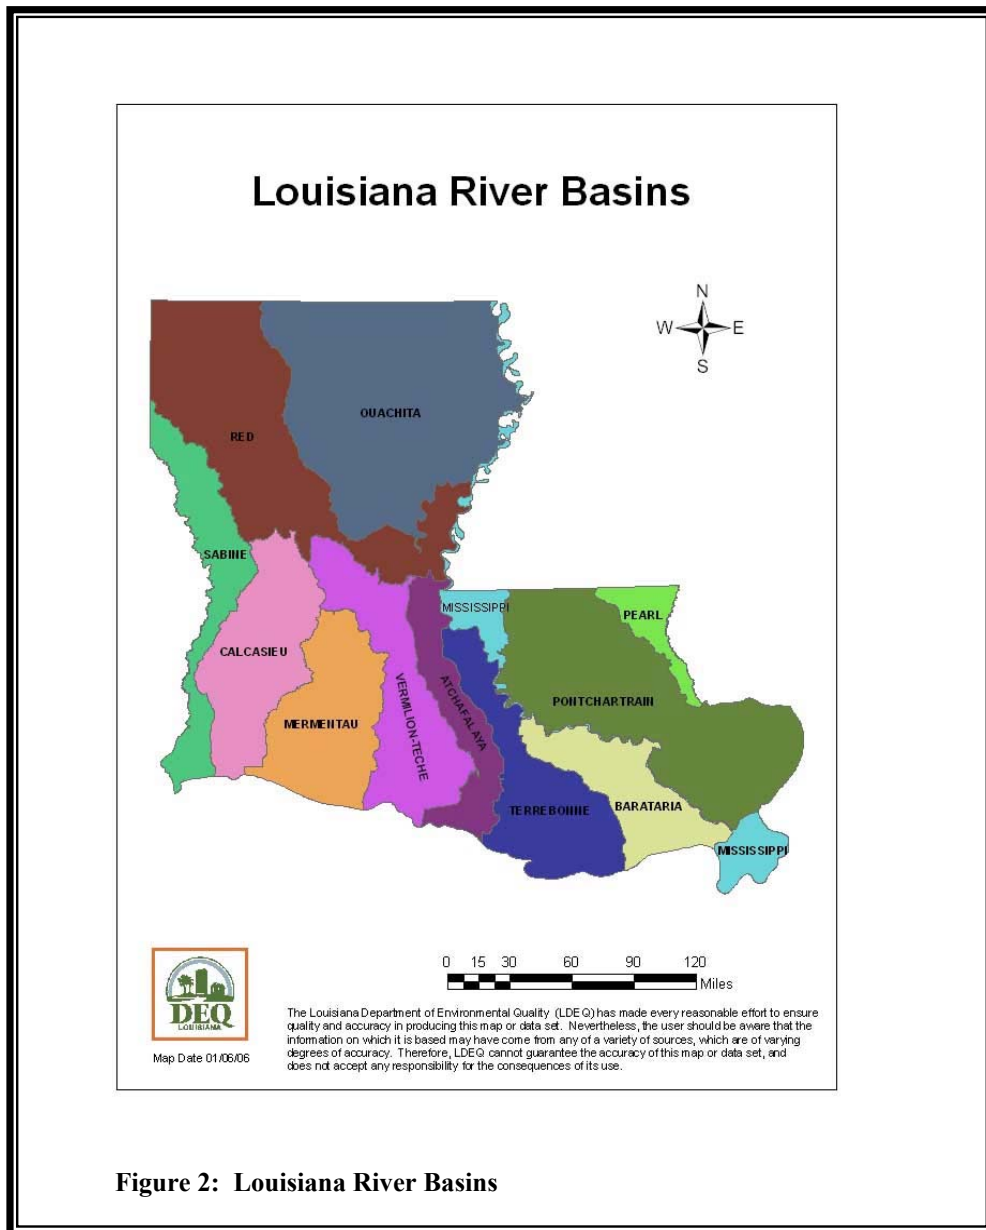 Louisiana River Basins
N
W E
S
OUACHITA
RED
SABINE
MISSISSIPPI
PEARL
CALCASIEU
VERMILION-TECHE
ATCHAFALAYA
PONTCHARTRAIN
MERMENTAU
TERREBONNE
BARATARIA
MISSISSIPPI
0 15 30 60 90 120
Miles
DEQ
LOUISIANA
Map Date 01/06/06
The Louisiana Department of Environmental Quality (LDEQ) has made every reasonable effort to ensure
quality and accuracy in producing this map or data set. Nevertheless, the user should be aware that the
information on which it is based may have come from any of a variety of sources, which are of varying
degrees of accuracy. Therefore, LDEQ cannot guarantee the accuracy of this map or data set, and
does not accept any responsibility for the consequences of its use.
Figure 2: Louisiana River Basins